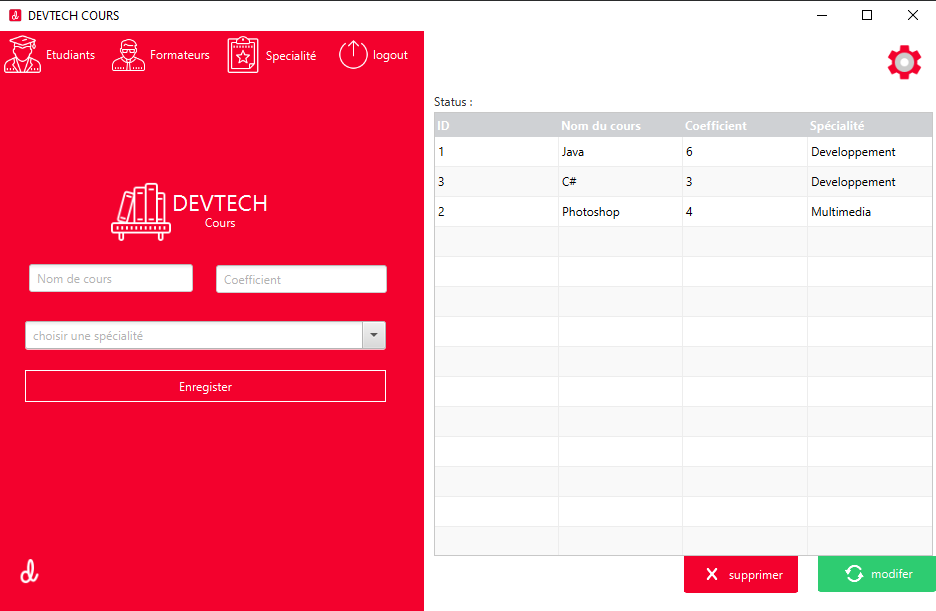 DEVTECH COURS
Etudiants Formateurs Specialité logout
DEVTECH
Cours
Nom de cours Coefficient
choisir une spécialité
Enregister
d
Status :
ID Nom du cours Coefficient Spécialité
1 Java 6 Developpement
3 C# 3 Developpement
2 Photoshop 4 Multimedia
supprimer modifer